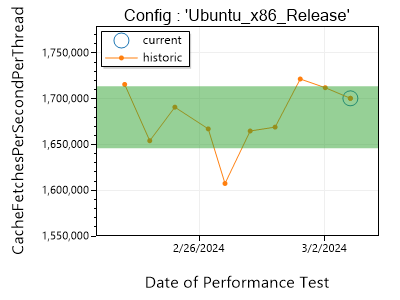 Config : 'Ubuntu_x86_Release'
CacheFetchesPerSecondPerThread
1,750,000
1,700,000
1,650,000
1,600,000
1,550,000
current
historic
2/26/2024
3/2/2024
Date of Performance Test